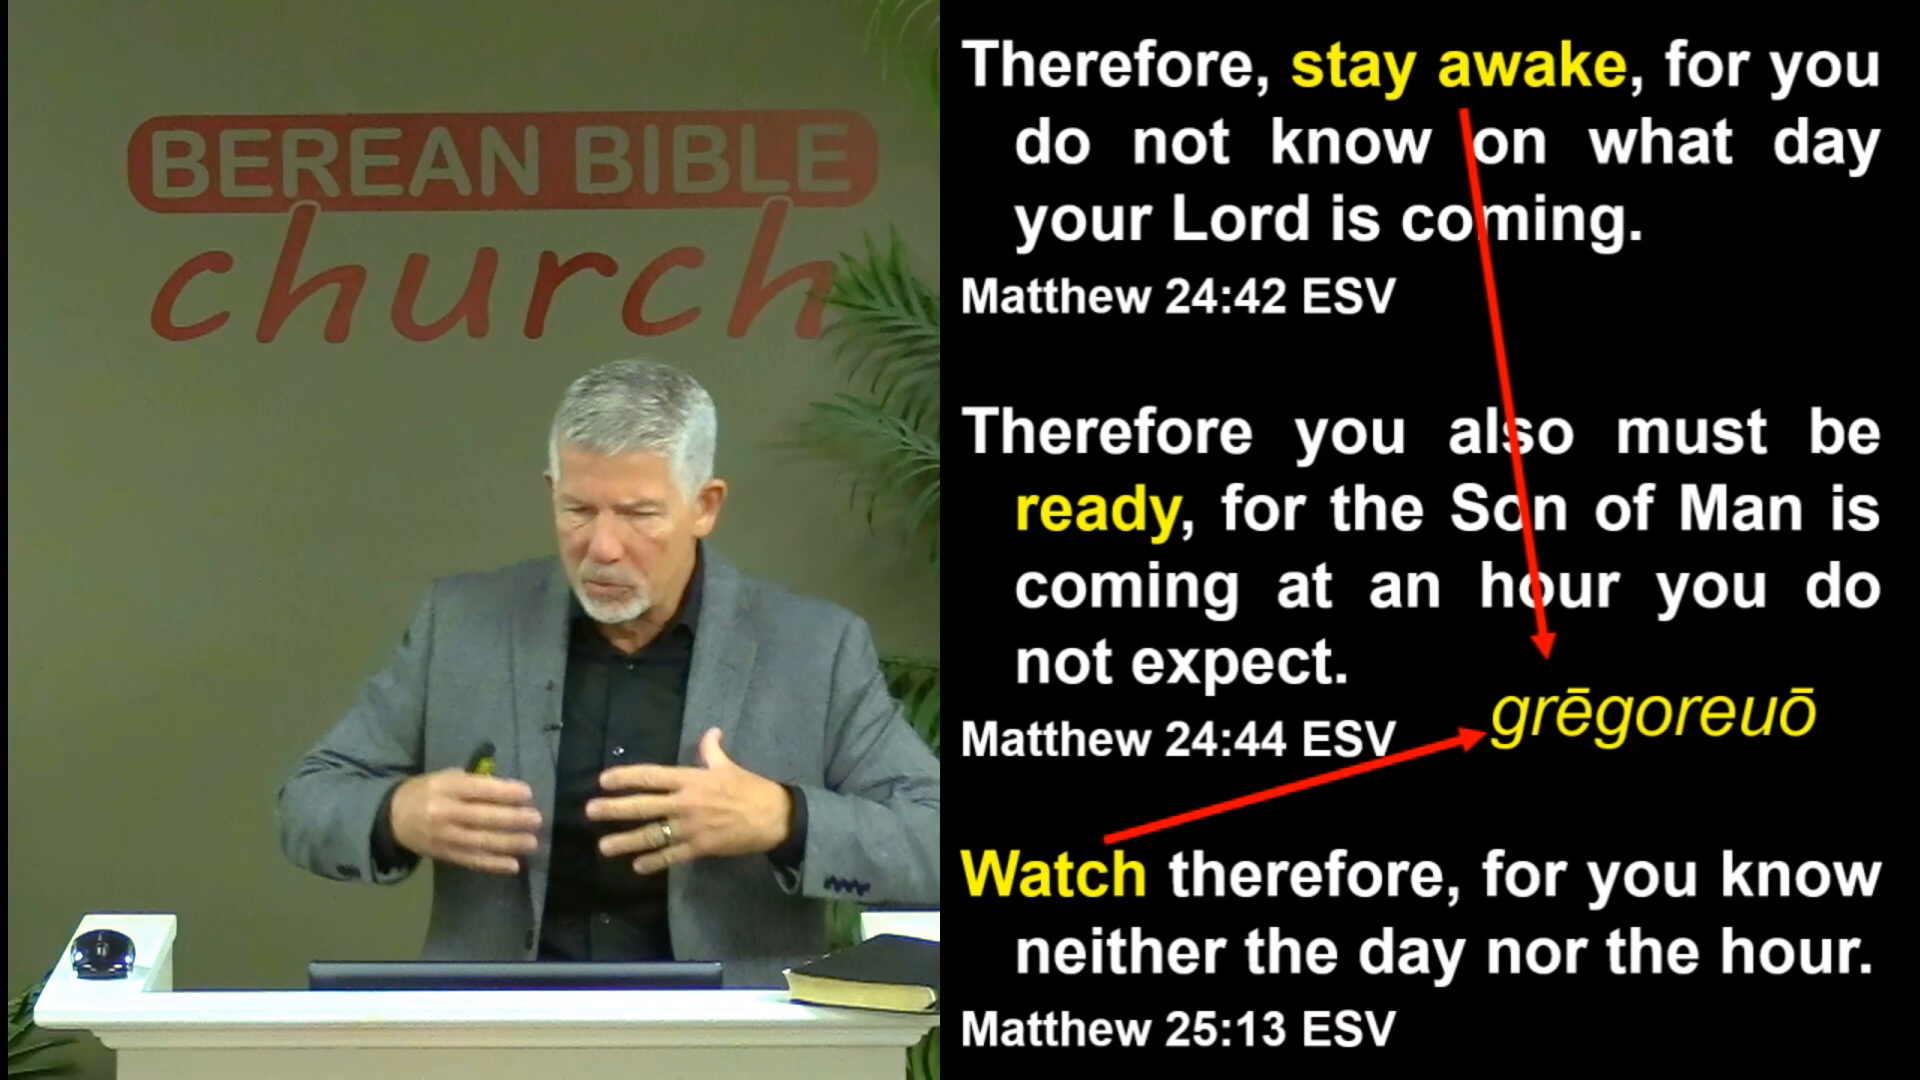 BEREAN BIBLE
church
Therefore, stay awake, for you
do not know on what day
your Lord is coming.
Matthew 24:42 ESV
Therefore you also must be
ready, for the Son of Man is
coming at an hour you do
not expect.
grēgoreuō
Matthew 24:44 ESV
Watch therefore, for you know
neither the day nor the hour.
Matthew 25:13 ESV